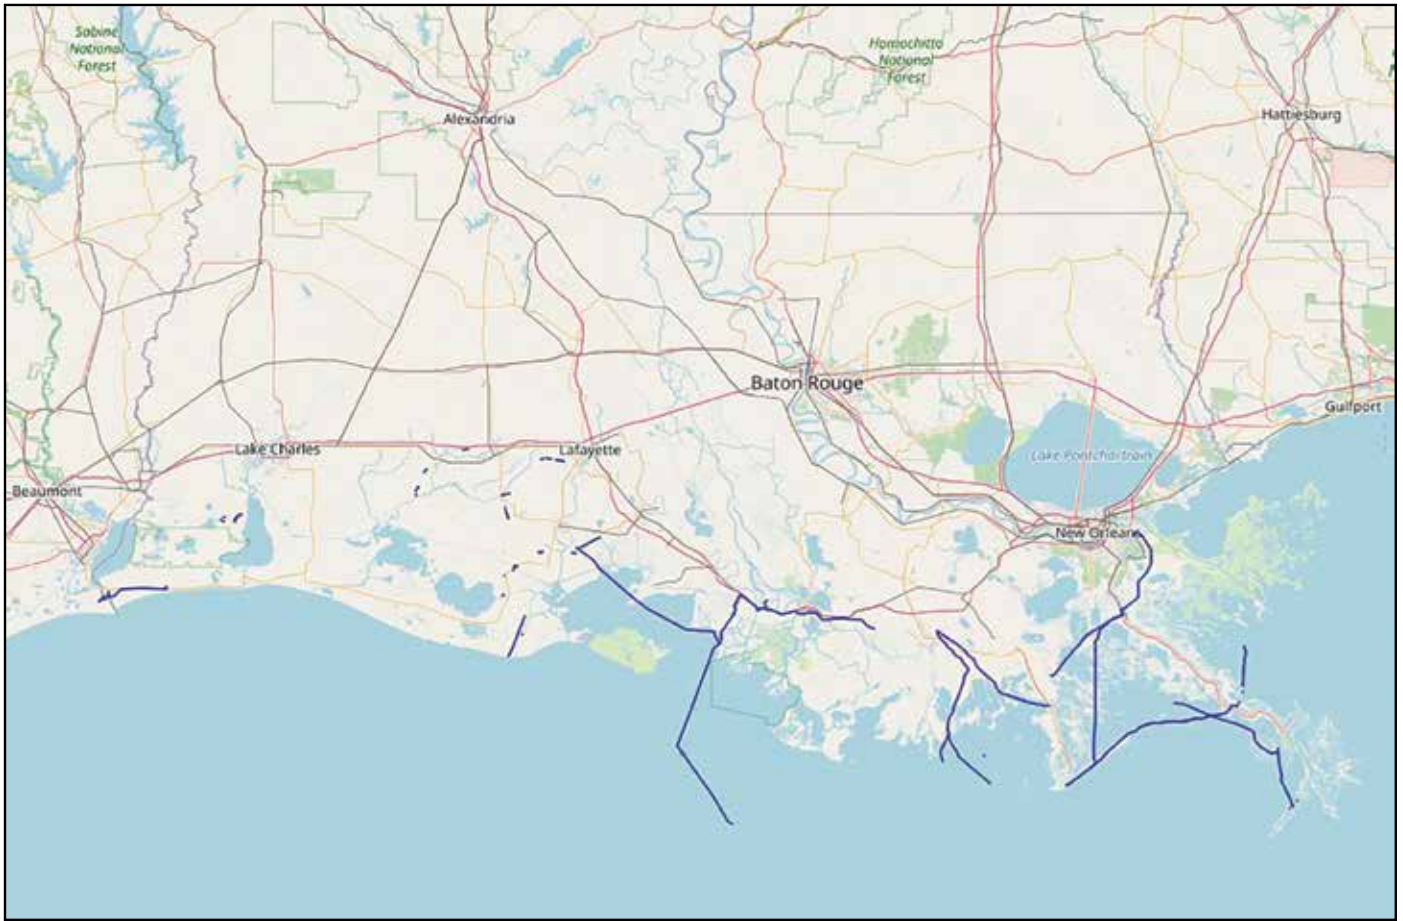 Sabine
National
Forest
Homochitto
National
Forest
Alexandria
Hattiesburg
Baton Rouge
Gulfport
Lake Charles
Lafayette
Lake Pontchartrain
Beaumont
New Orleans